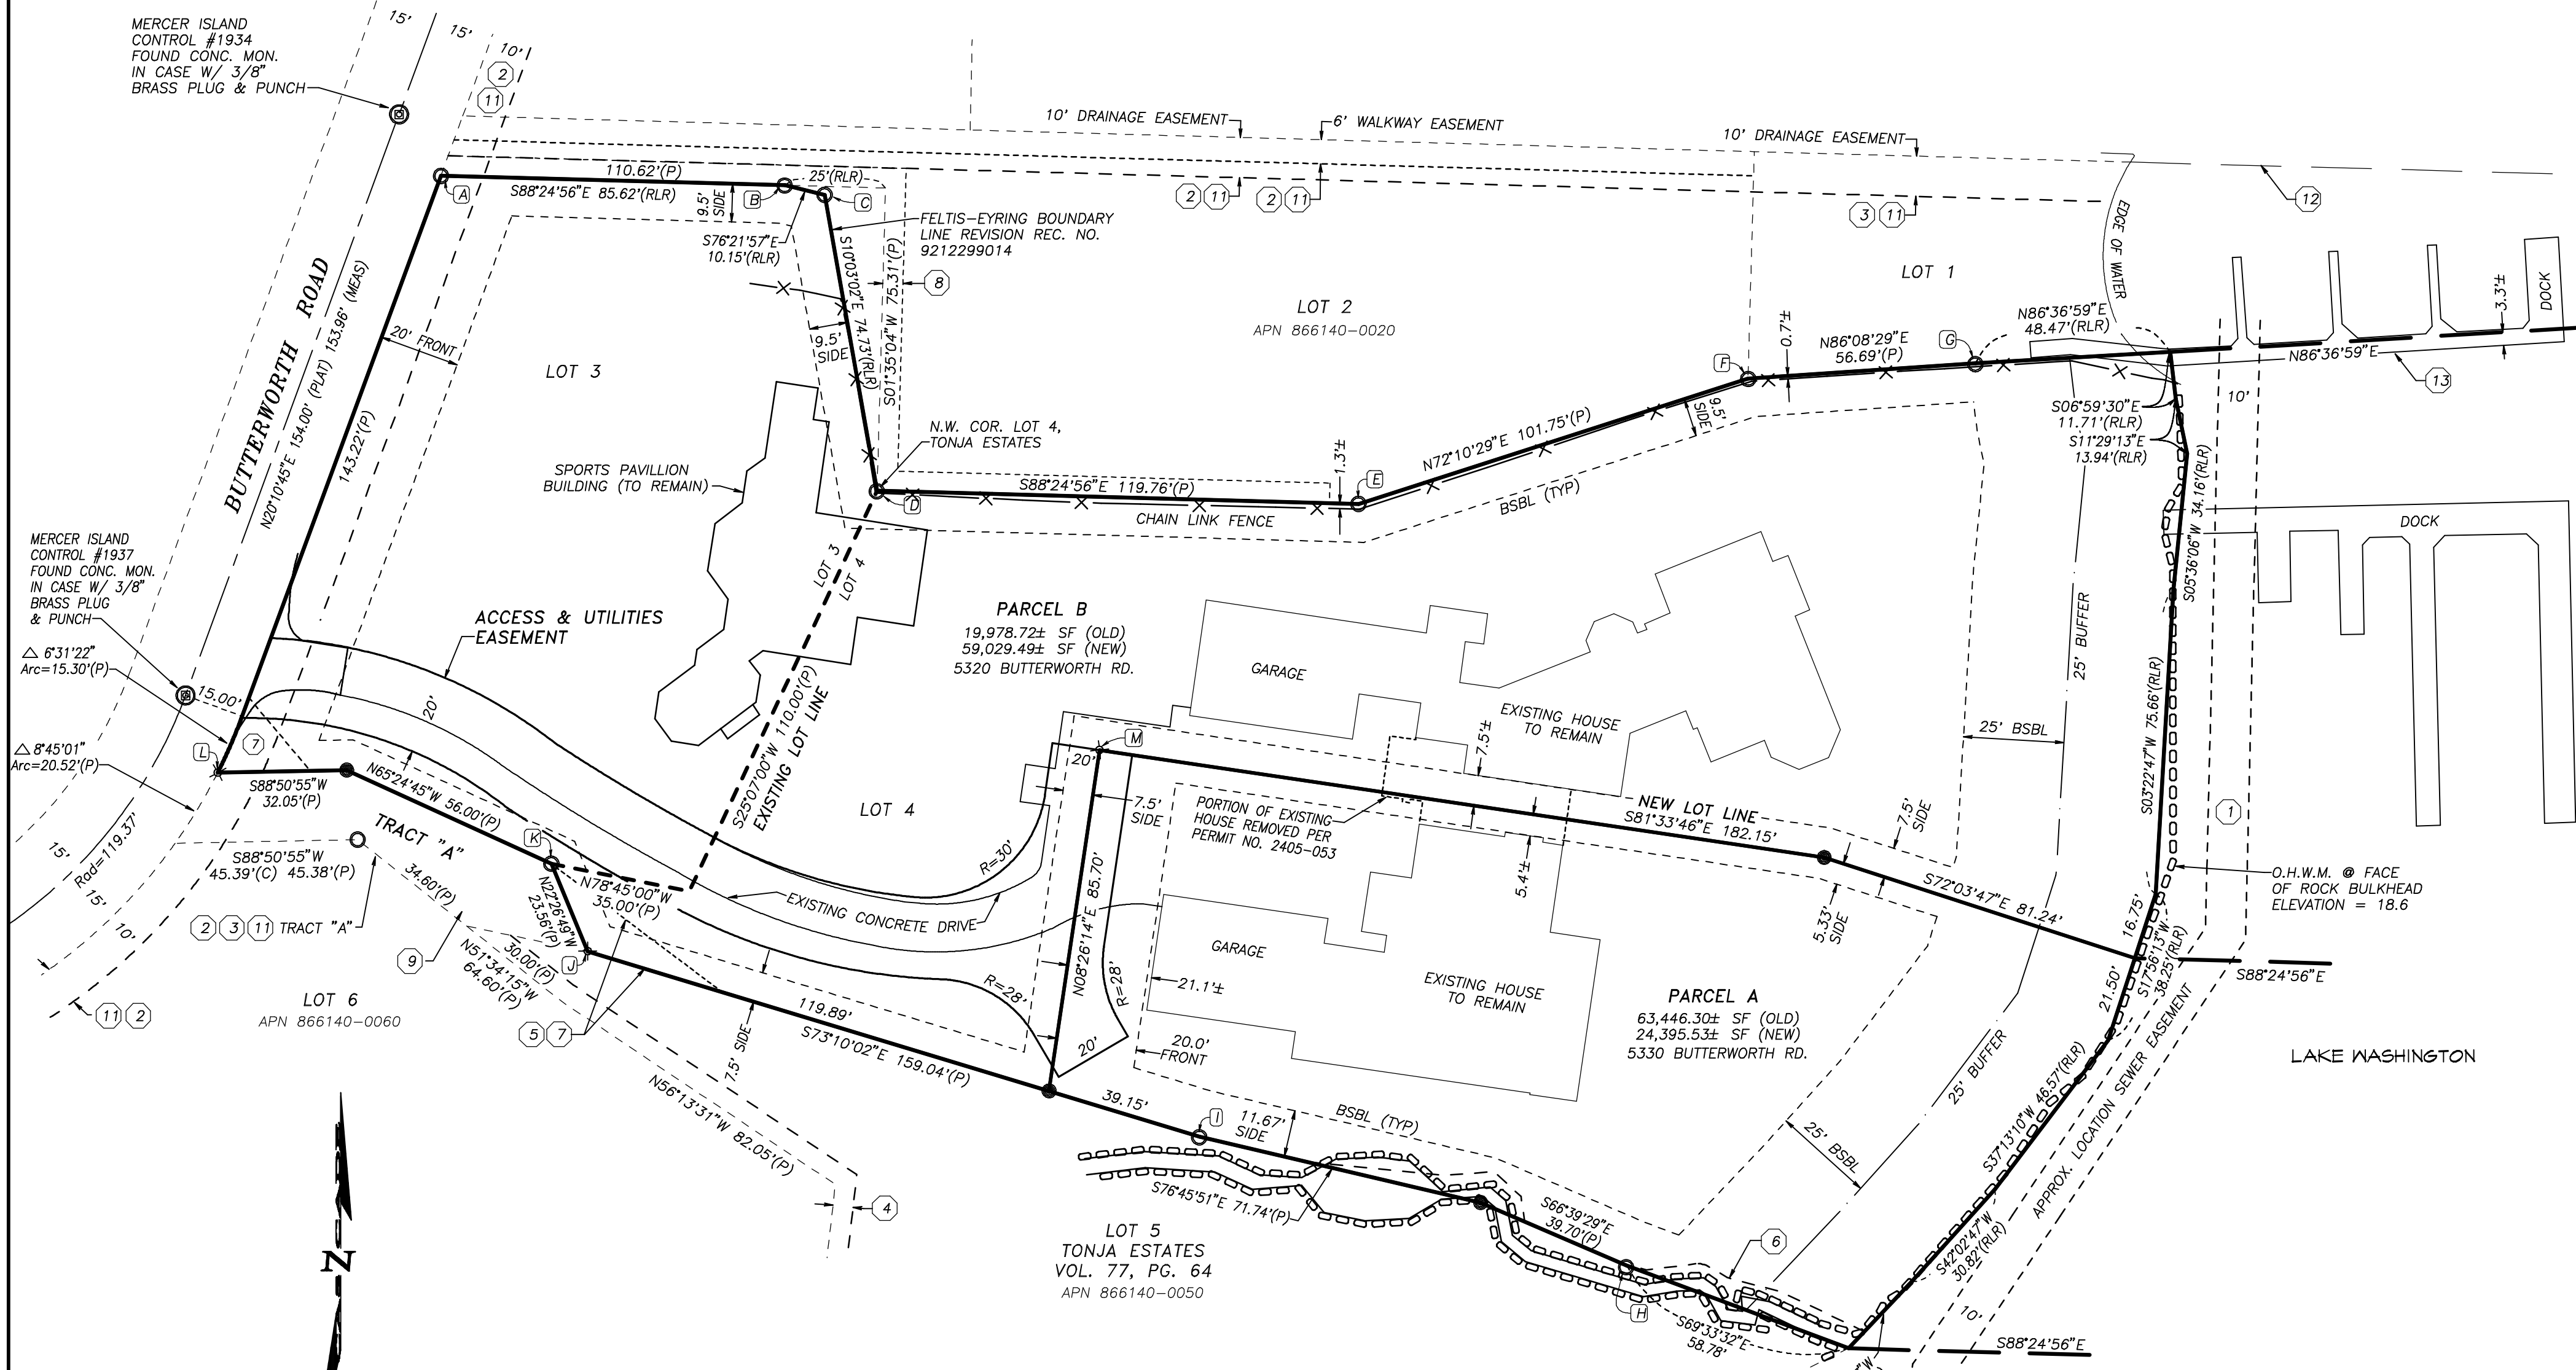 MERCER ISLAND
CONTROL #1934
FOUND CONC. MON.
IN CASE W/ 3/8"
BRASS PLUG & PUNCH
15'
15'
10'
2
11
10' DRAINAGE EASEMENT
6' WALKWAY EASEMENT
10' DRAINAGE EASEMENT
2 11
2 11
3 11
12
110.62'(P)
S88°24'56"E 85.62'(RLR)
25'(RLR)
A
B
C
9.5'
SIDE
S76°21'57"E
10.15'(RLR)
FELTIS-EYRING BOUNDARY
LINE REVISION REC. NO.
9212299014
S10°03'02"E 74.73'(RLR)
S01°35'04"W 75.31'(P)
8
9.5'
SIDE
BUTTERWORTH ROAD
N20°10'45"E 154.00' (PLAT) 153.96' (MEAS)
143.22'(P)
20' FRONT
LOT 3
LOT 2
APN 866140-0020
LOT 1
EDGE OF WATER
N86°36'59"E
48.47'(RLR)
DOCK
3.3'±
N86°36'59"E
13
0.7'±
N86°08'29"E
56.69'(P)
G
F
S06°59'30"E
11.71'(RLR)
S11°29'13"E
13.94'(RLR)
10'
N.W. COR. LOT 4,
TONJA ESTATES
SPORTS PAVILLION
BUILDING (TO REMAIN)
D
S88°24'56"E 119.76'(P)
CHAIN LINK FENCE
1.3'±
E
N72°10'29"E 101.75'(P)
9.5'
SIDE
BSBL (TYP)
S05°36'06"W 34.16'(RLR)
DOCK
MERCER ISLAND
CONTROL #1937
FOUND CONC. MON.
IN CASE W/ 3/8"
BRASS PLUG
& PUNCH
△ 6°31'22"
Arc=15.30'(P)
15.00'
△ 8°45'01"
Arc=20.52'(P)
L
7
ACCESS & UTILITIES
EASEMENT
20'
LOT 3
LOT 4
S25°07'00"W 110.00'(P)
EXISTING LOT LINE
PARCEL B
19,978.72± SF (OLD)
59,029.49± SF (NEW)
5320 BUTTERWORTH RD.
GARAGE
EXISTING HOUSE
TO REMAIN
7.5'±
25' BUFFER
25' BSBL
S03°22'47"W 75.66'(RLR)
1
S88°50'55"W
32.05'(P)
N65°24'45"W 56.00'(P)
TRACT "A"
K
LOT 4
M
20'
7.5'
SIDE
PORTION OF EXISTING
HOUSE REMOVED PER
PERMIT NO. 2405-053
NEW LOT LINE
S81°33'46"E 182.15'
7.5'
SIDE
5.4'±
5.33'
SIDE
S72°03'47"E 81.24'
O.H.W.M. @ FACE
OF ROCK BULKHEAD
ELEVATION = 18.6
16.75'
S17°56'13"W
38.25'(RLR)
21.50'
S88°24'56"E
Rad=119.37'
15'
15'
10'
S88°50'55"W
45.39'(C) 45.38'(P)
34.60'(P)
2 3 11 TRACT "A"
9
N22°26'49"W
23.56'(P)
N78°45'00"W
35.00'(P)
EXISTING CONCRETE DRIVE
R=30'
N08°26'14"E 85.70'
R=28'
R=28'
20'
GARAGE
21.1'±
20.0'
FRONT
EXISTING HOUSE
TO REMAIN
PARCEL A
63,446.30± SF (OLD)
24,395.53± SF (NEW)
5330 BUTTERWORTH RD.
LAKE WASHINGTON
11 2
LOT 6
APN 866140-0060
J
30.00'(P)
N51°34'15"W
64.60'(P)
5 7
119.89'
S73°10'02"E 159.04'(P)
7.5' SIDE
N56°13'31"W 82.05'(P)
4
39.15'
I
11.67'
SIDE
BSBL (TYP)
25' BUFFER
25' BSBL
S37°13'10"W 46.57'(RLR)
APPROX. LOCATION SEWER EASEMENT
S76°45'51"E 71.74'(P)
S66°39'29"E
39.70'(P)
6
H
S42°02'47"W
30.82'(RLR)
S69°33'32"E
58.78'
10'
S88°24'56"E
LOT 5
TONJA ESTATES
VOL. 77, PG. 64
APN 866140-0050
N